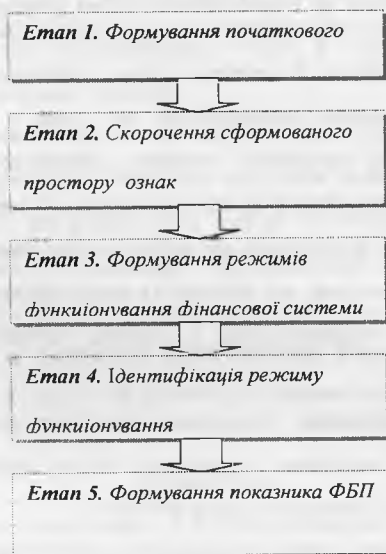 Етап 1. Формування початкового
Етап 2. Скорочення сформованого
простору ознак
Етап 3. Формування режимів
функціонування фінансової системи
Етап 4. Ідентифікація режиму
функціонування
Етап 5. Формування показника ФБП